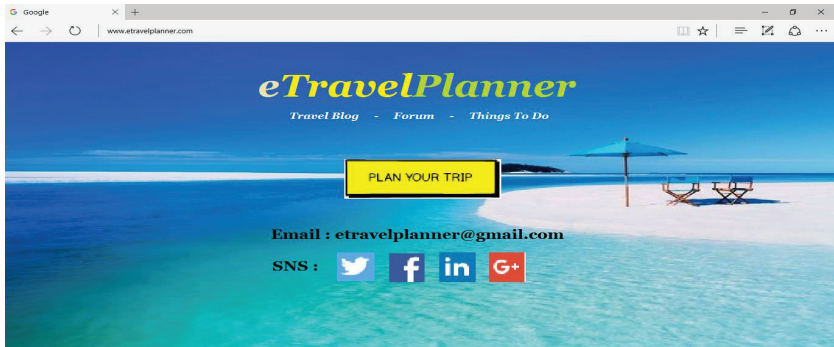 Google
www.etravelplanner.com
eTravelPlanner
Travel Blog - Forum - Things To Do
PLAN YOUR TRIP
Email : etravelplanner@gmail.com
SNS :
f in G+